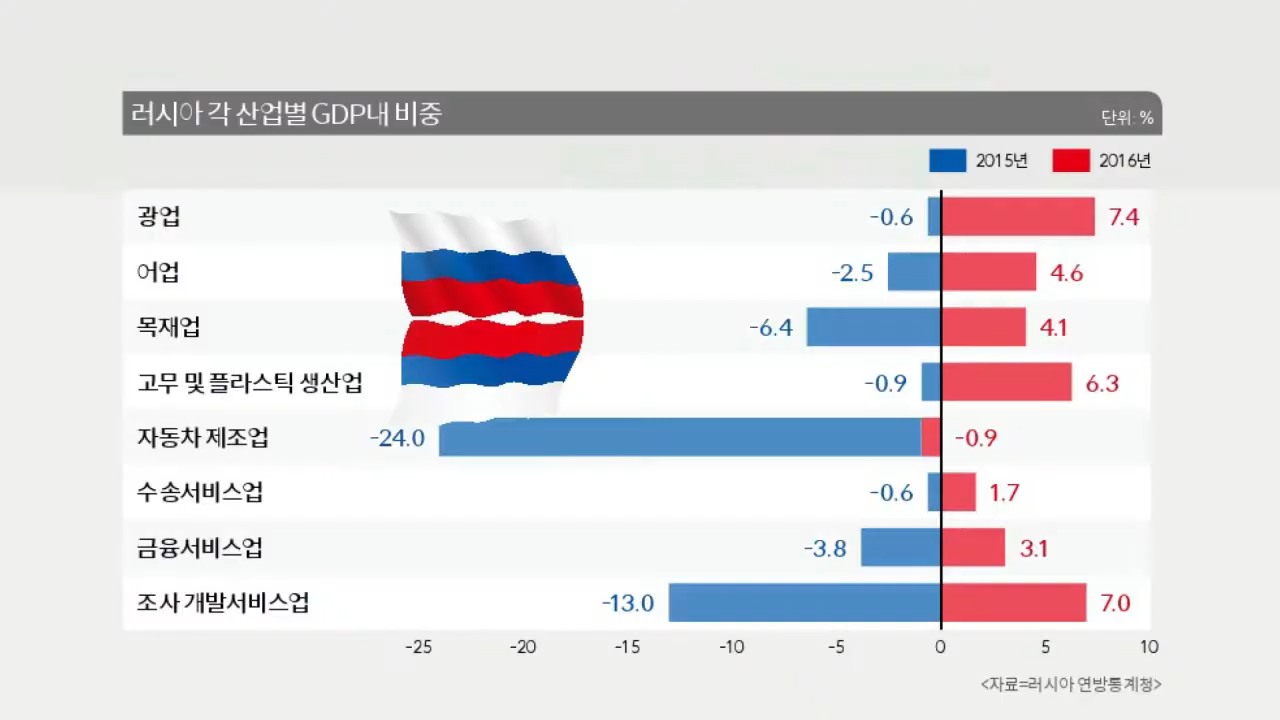 러시아 각 산업별 GDP내 비중
단위: %
2015년 2016년
광업 -0.6 7.4
어업 -2.5 4.6
목재업 -6.4 4.1
고무 및 플라스틱 생산업 -0.9 6.3
자동차 제조업 -24.0 -0.9
수송서비스업 -0.6 1.7
금융서비스업 -3.8 3.1
조사 개발서비스업 -13.0 7.0
-25 -20 -15 -10 -5 0 5 10
<자료=러시아 연방통계청>